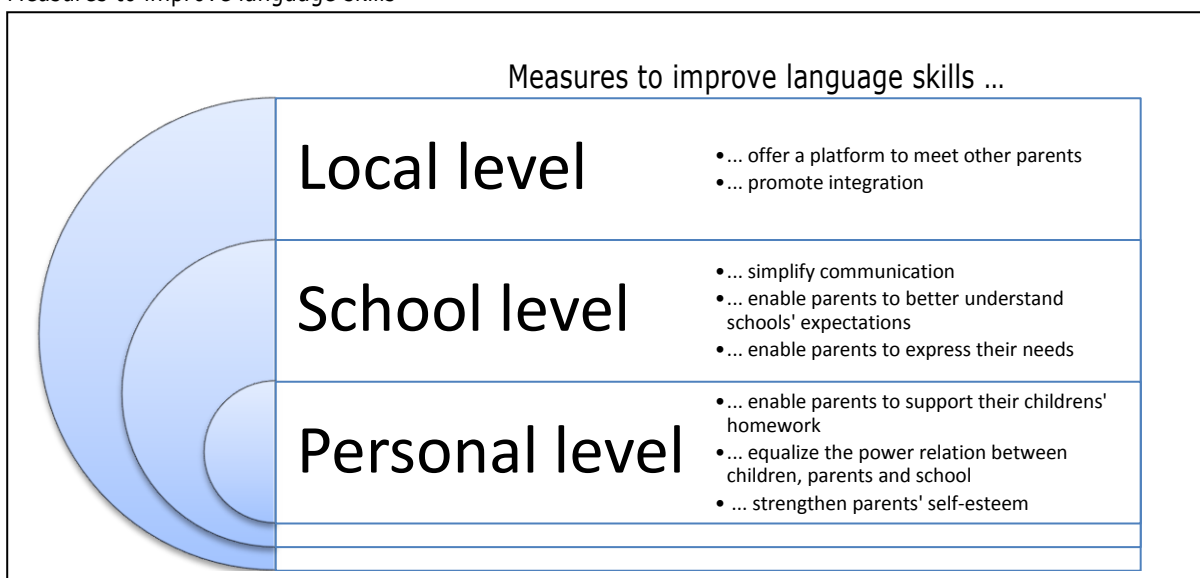 Measures to improve language skills
Measures to improve language skills ...
Local level
•... offer a platform to meet other parents
•... promote integration
School level
•... simplify communication
•... enable parents to better understand
schools' expectations
•... enable parents to express their needs
Personal level
•... enable parents to support their childrens'
homework
•... equalize the power relation between
children, parents and school
• ... strengthen parents' self-esteem